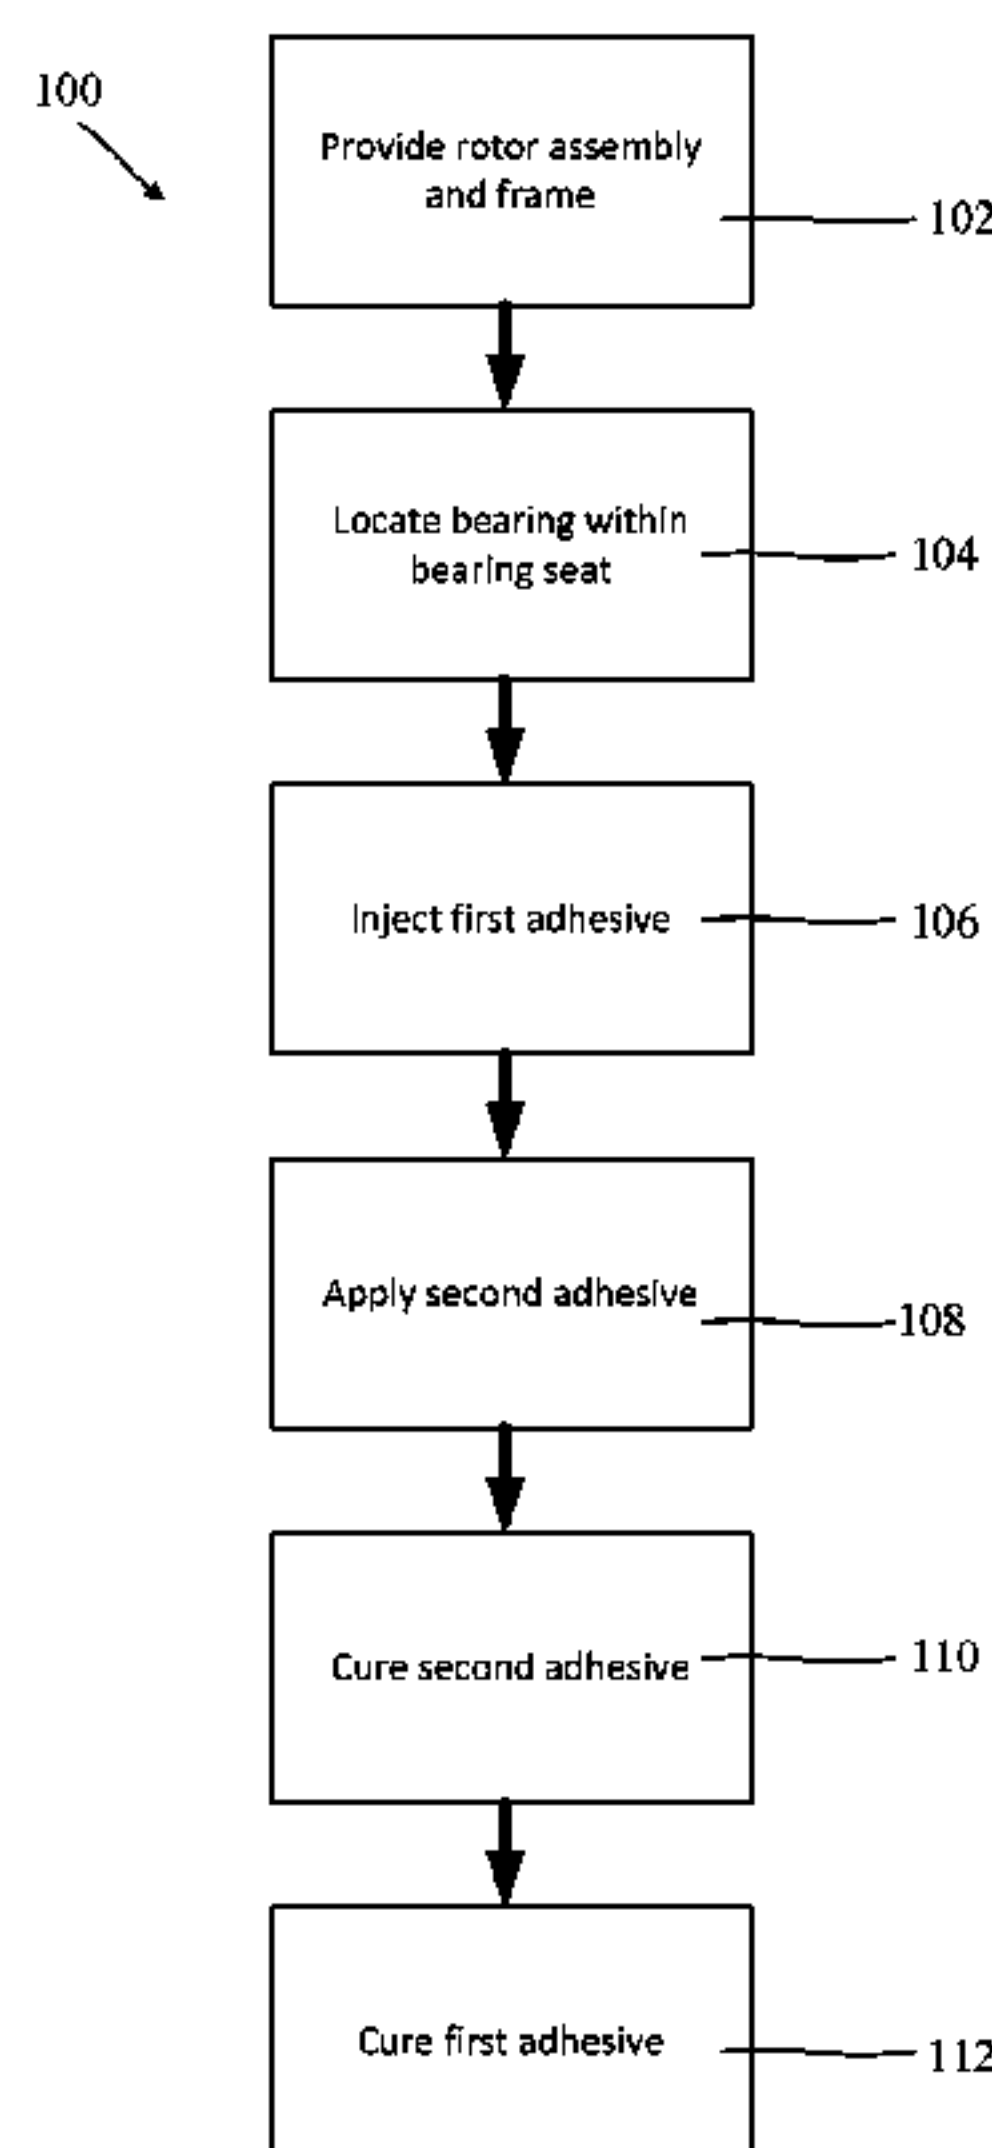 100
Provide rotor assembly
and frame
102
Locate bearing within
bearing seat
104
Inject first adhesive
106
Apply second adhesive
108
Cure second adhesive
110
Cure first adhesive
112